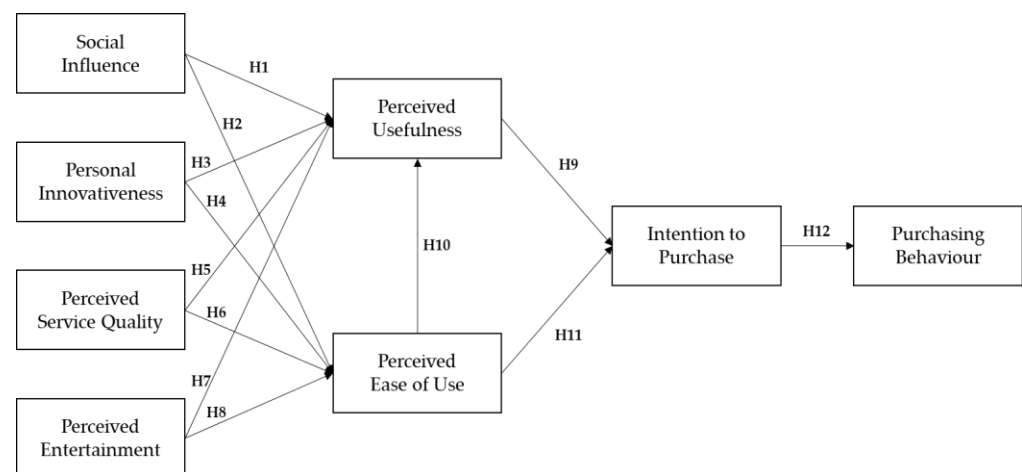 Social
Influence
H1
H2
Perceived
Usefulness
Personal
Innovativeness
H3
H4
H9
H10
Intention to
Purchase
H12
Purchasing
Behaviour
Perceived
Service Quality
H5
H6
H11
Perceived
Ease of Use
H7
H8
Perceived
Entertainment